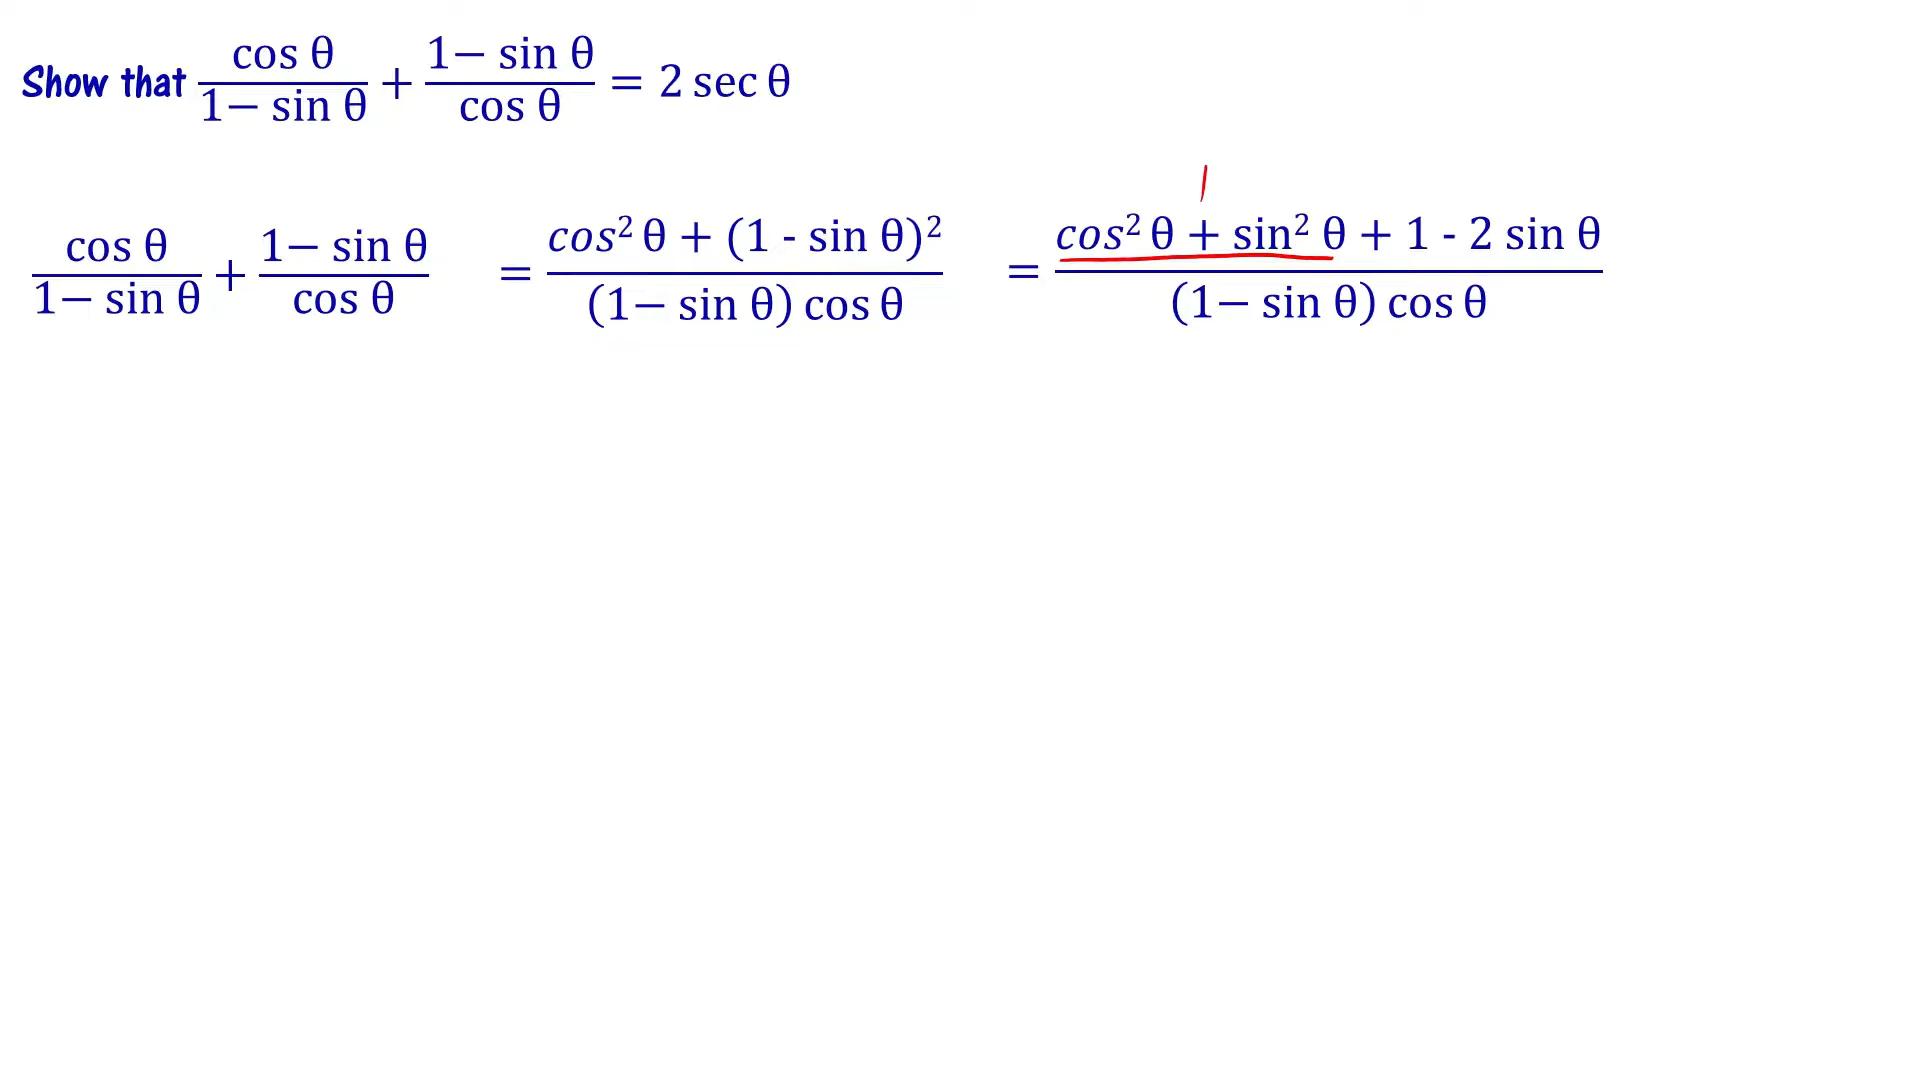 Show that cos θ / 1− sin θ + 1− sin θ / cos θ = 2 sec θ
1
cos θ / 1− sin θ + 1− sin θ / cos θ = cos² θ + (1 - sin θ)² / (1− sin θ) cos θ = cos² θ + sin² θ + 1 - 2 sin θ / (1− sin θ) cos θ